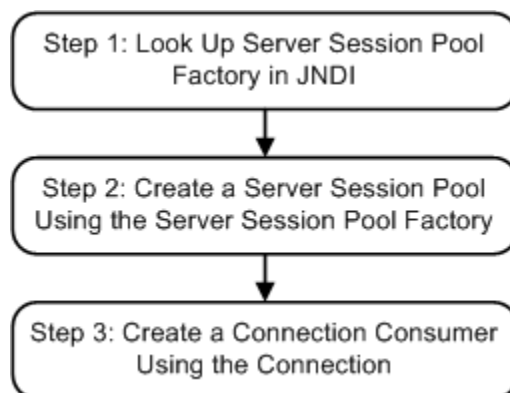 Step 1: Look Up Server Session Pool
Factory in JNDI
Step 2: Create a Server Session Pool
Using the Server Session Pool Factory
Step 3: Create a Connection Consumer
Using the Connection